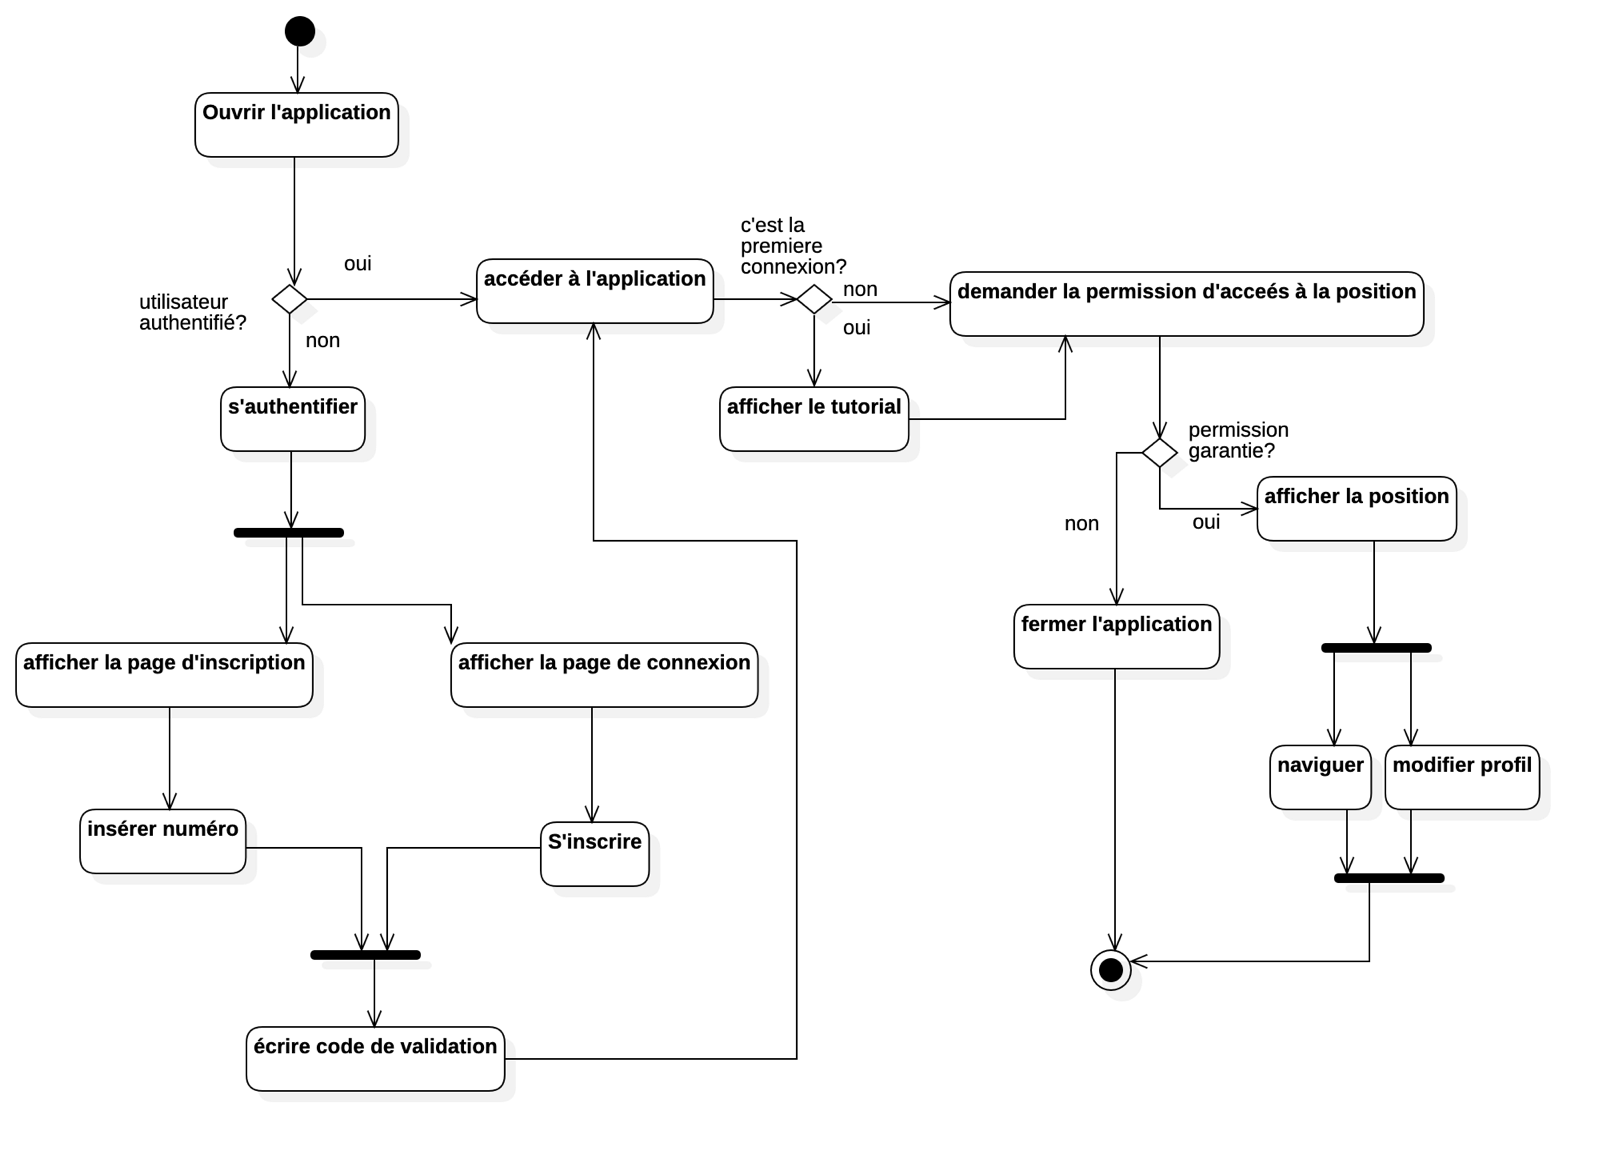 Ouvrir l'application
c'est la
premiere
connexion?
oui
accéder à l'application
non
demander la permission d'acceés à la position
utilisateur
authentifié?
non
oui
s'authentifier
afficher le tutorial
permission
garantie?
afficher la position
non
oui
fermer l'application
afficher la page d'inscription
afficher la page de connexion
naviguer
modifier profil
insérer numéro
S'inscrire
écrire code de validation